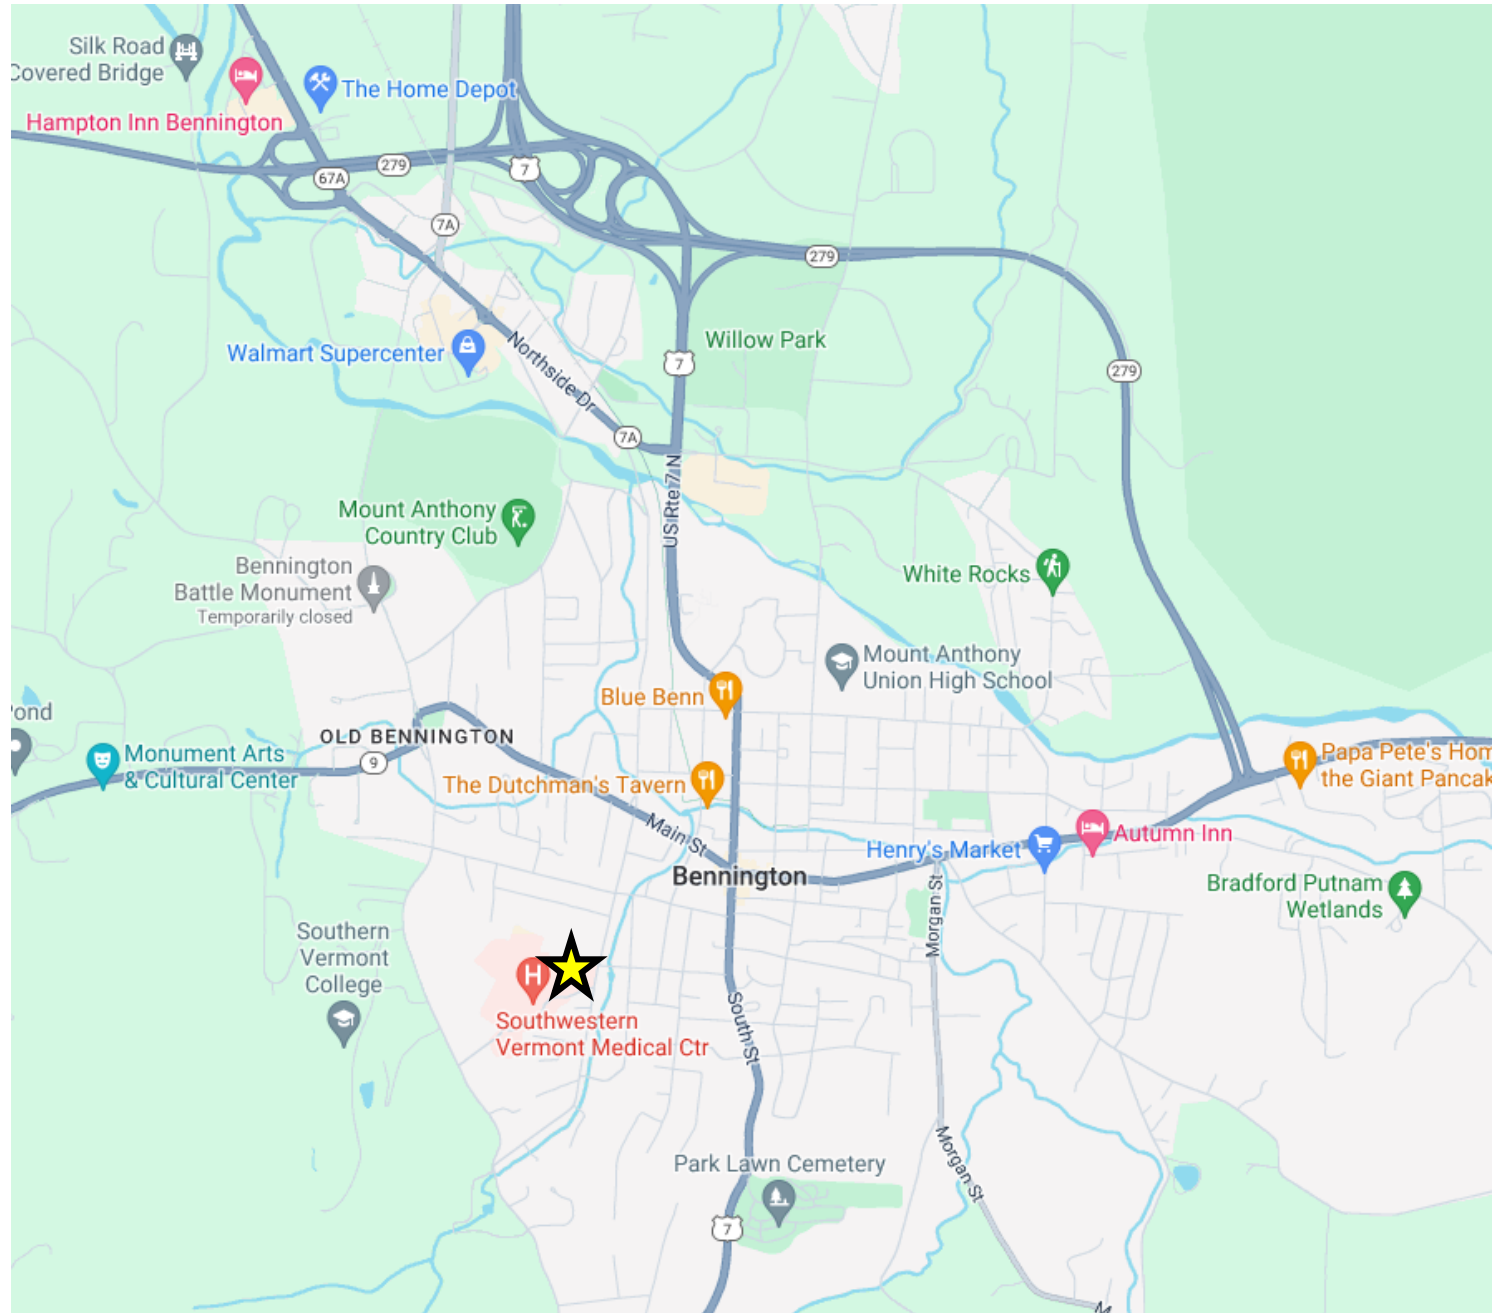 Silk Road
Covered Bridge
The Home Depot
Hampton Inn Bennington
279
67A
7
7A
279
Walmart Supercenter
Northside Dr
Willow Park
7
279
7A
US Rte 7 N
Mount Anthony
Country Club
Bennington
Battle Monument
Temporarily closed
White Rocks
Mount Anthony
Union High School
Blue Benn
Pond
OLD BENNINGTON
9
Monument Arts
& Cultural Center
The Dutchman's Tavern
Papa Pete's Hom
the Giant Pancak
Main St
Henry's Market
Autumn Inn
Bennington
Bradford Putnam
Wetlands
Morgan St
Southern
Vermont
College
H
Southwestern
Vermont Medical Ctr
South St
Park Lawn Cemetery
Morgan St
7
M